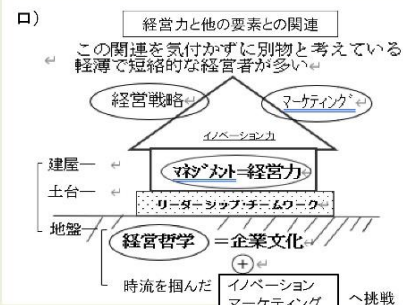 ロ）
経営力と他の要素との関連
この関連を気付かずに別物と考えている
軽薄で短絡的な経営者が多い
経営戦略
マーケティング
イノベーション力
建屋―
マネジメント=経営力
土台―
リーダーシップ・チームワーク
地盤―
経営哲学 ＝企業文化
＋
時流を掴んだ
イノベーション
マーケティング
へ挑戦